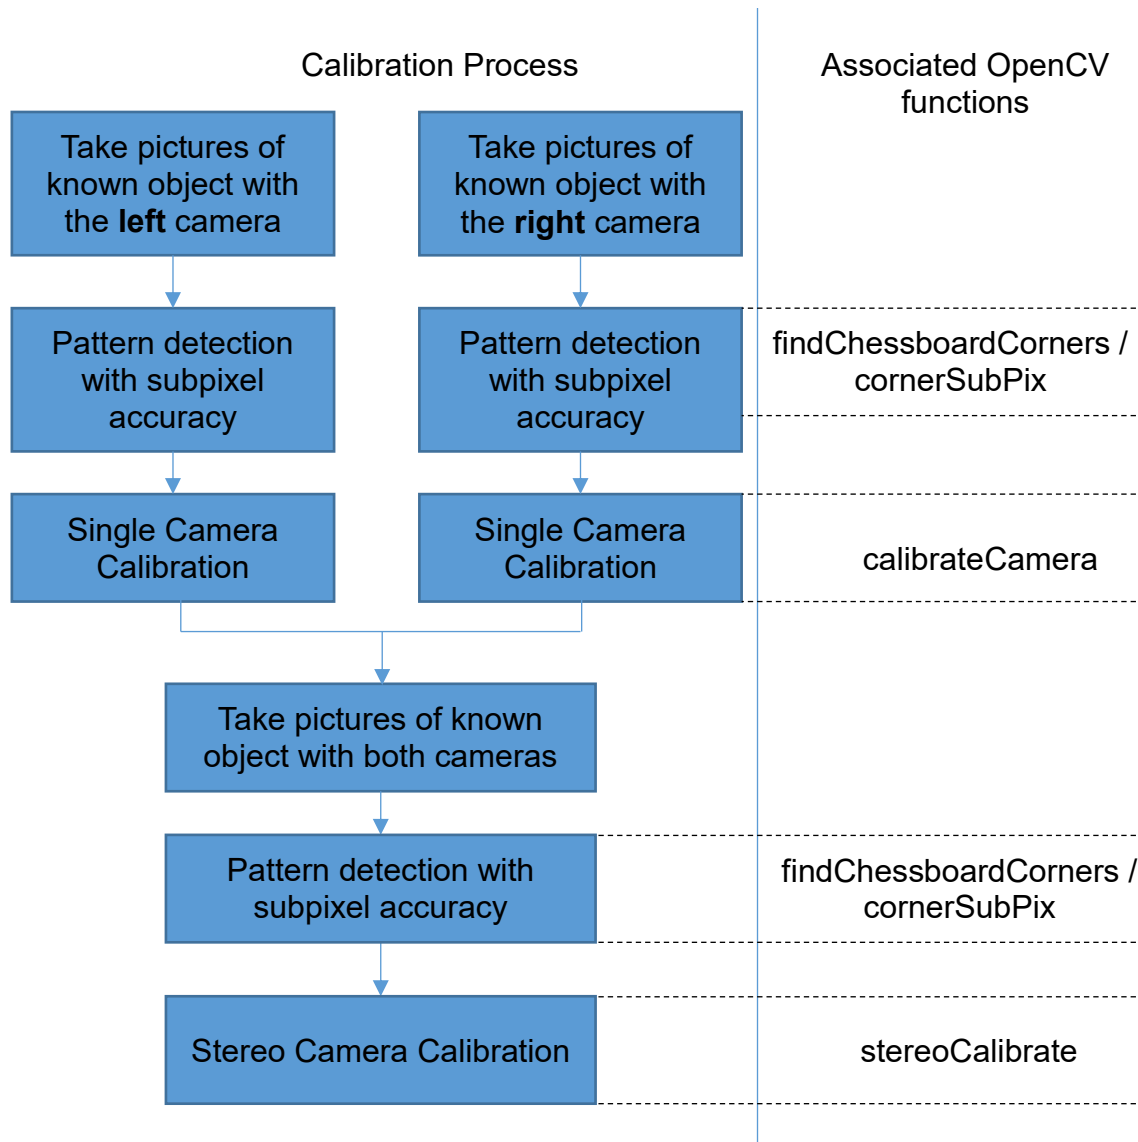 Calibration Process
Associated OpenCV
functions
Take pictures of
known object with
the left camera
Take pictures of
known object with
the right camera
Pattern detection
with subpixel
accuracy
Pattern detection
with subpixel
accuracy
findChessboardCorners /
cornerSubPix
Single Camera
Calibration
Single Camera
Calibration
calibrateCamera
Take pictures of known
object with both cameras
Pattern detection with
subpixel accuracy
findChessboardCorners /
cornerSubPix
Stereo Camera Calibration
stereoCalibrate